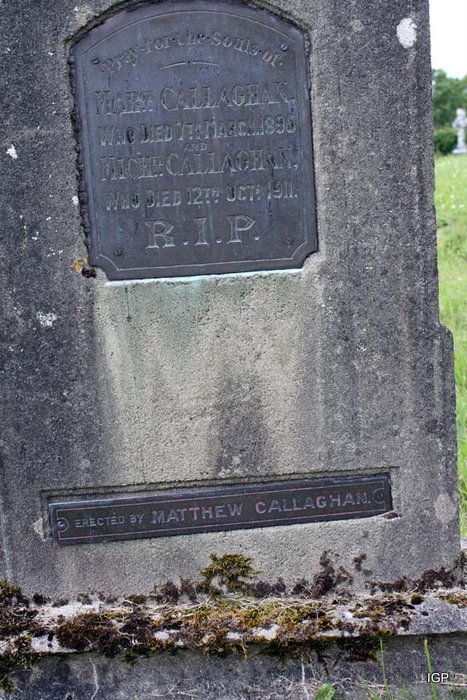 Pray for the Souls of
MARY CALLAGHAN,
WHO DIED 7TH MARCH 1896
AND
MICHL CALLAGHAN,
WHO DIED 12TH OCT. 1911.
R.I.P.
ERECTED BY MATTHEW CALLAGHAN.
IGP